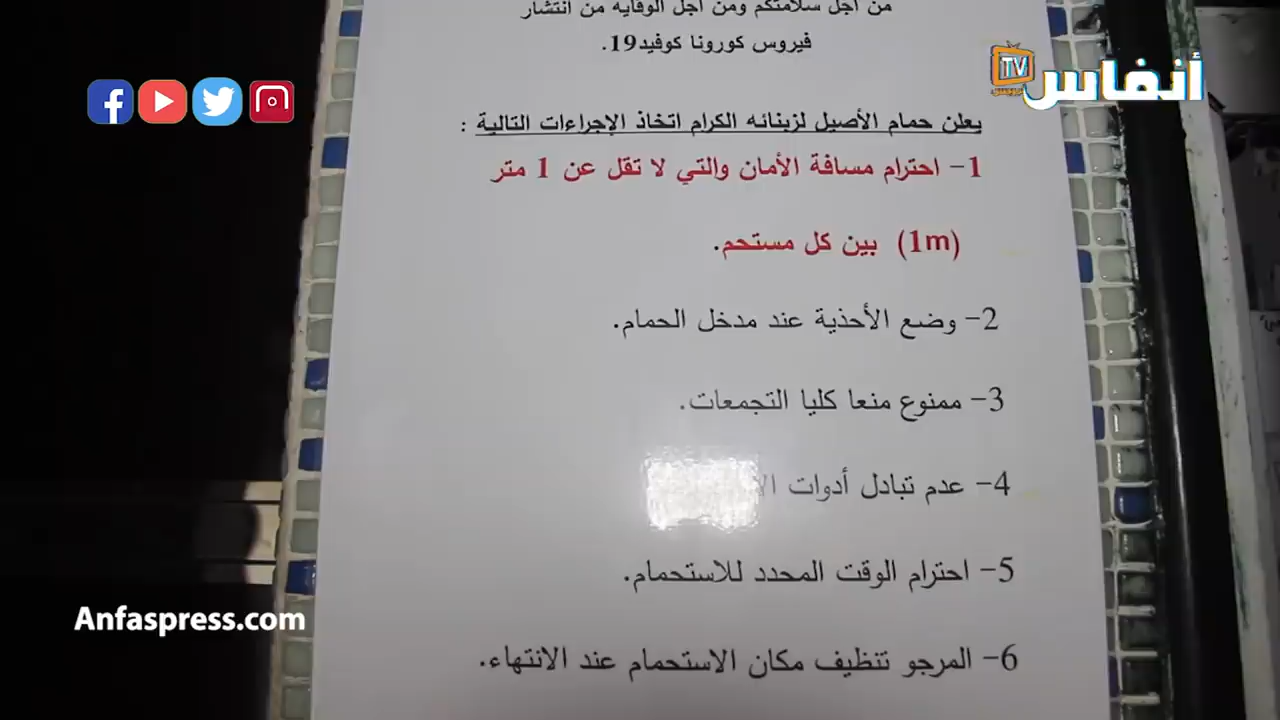 من أجل سلامتكم ومن أجل الوقاية من انتشار
فيروس كورونا كوفيد19.
TV أنفاس
يعلن حمام الأصيل لزبنائه الكرام اتخاذ الإجراءات التالية :
1- احترام مسافة الأمان والتي لا تقل عن 1 متر
(1m) بين كل مستحم.
2- وضع الأحذية عند مدخل الحمام.
3- ممنوع منعا كليا التجمعات.
4- عدم تبادل أدوات
5- احترام الوقت المحدد للاستحمام.
6- المرجو تنظيف مكان الاستحمام عند الانتهاء.
Anfaspress.com